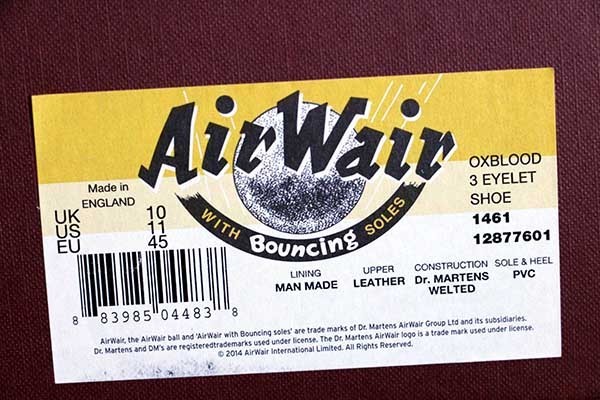 AirWair
WITH Bouncing SOLES
Made in
ENGLAND
UK 10
US 11
EU 45
OXBLOOD
3 EYELET
SHOE
1461
12877601
LINING
MAN MADE
UPPER
LEATHER
CONSTRUCTION
Dr. MARTENS
WELTED
SOLE & HEEL
PVC
8 83985 04483 8
AirWair, the AirWair ball and 'AirWair with Bouncing soles' are trade marks of Dr. Martens AirWair Group Ltd and its subsidiaries.
Dr. Martens and DM's are registeredtrademarks used under license. The Dr. Martens AirWair logo is a trade mark used under license.
© 2014 AirWair International Limited. All Rights Reserved.